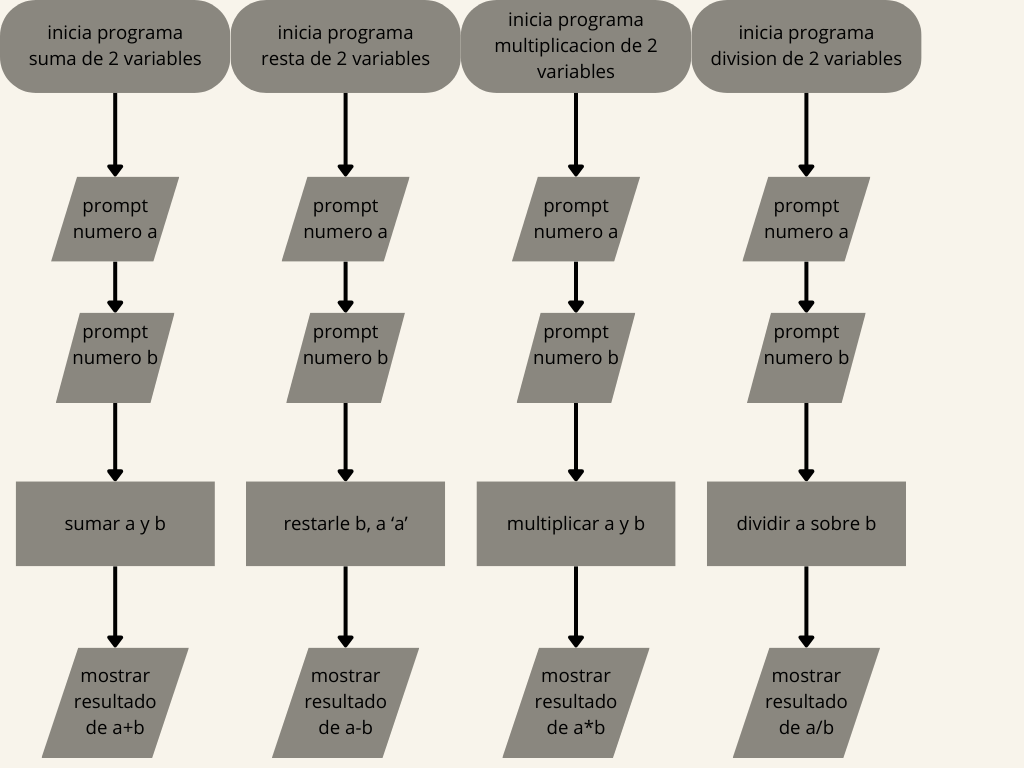 inicia programa
suma de 2 variables
prompt
numero a
prompt
numero b
sumar a y b
mostrar
resultado
de a+b
inicia programa
resta de 2 variables
prompt
numero a
prompt
numero b
restarle b, a ‘a’
mostrar
resultado
de a-b
inicia programa
multiplicacion de 2
variables
prompt
numero a
prompt
numero b
multiplicar a y b
mostrar
resultado
de a*b
inicia programa
division de 2 variables
prompt
numero a
prompt
numero b
dividir a sobre b
mostrar
resultado
de a/b